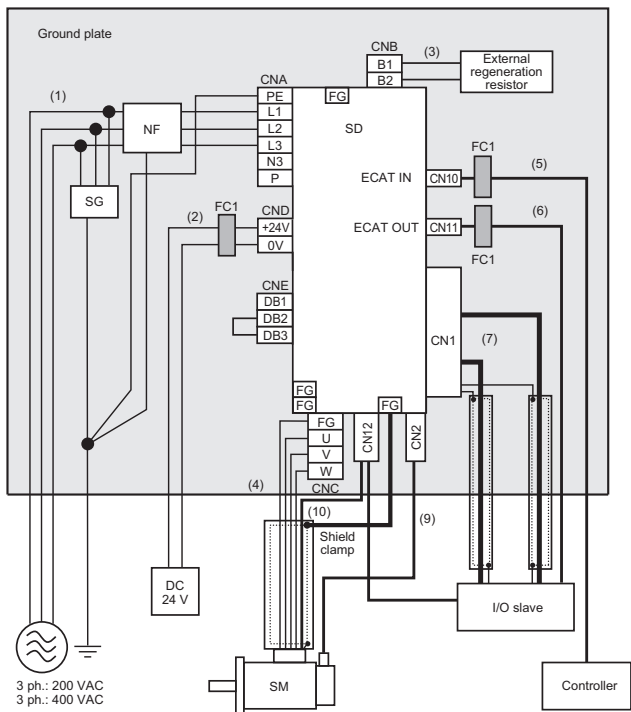 Ground plate
(1)
NF
SG
CNA
PE
L1
L2
L3
N3
P
FG
SD
CNB
B1
B2
(3)
External
regeneration
resistor
ECAT IN
CN10
FC1
(5)
ECAT OUT
CN11
FC1
(6)
(2)
FC1
CND
+24V
0V
CNE
DB1
DB2
DB3
CN1
(7)
FG
FG
FG
FG
U
V
W
CNC
CN12
CN2
(4)
(10)
Shield
clamp
(9)
DC
24 V
I/O slave
SM
Controller
3 ph.: 200 VAC
3 ph.: 400 VAC